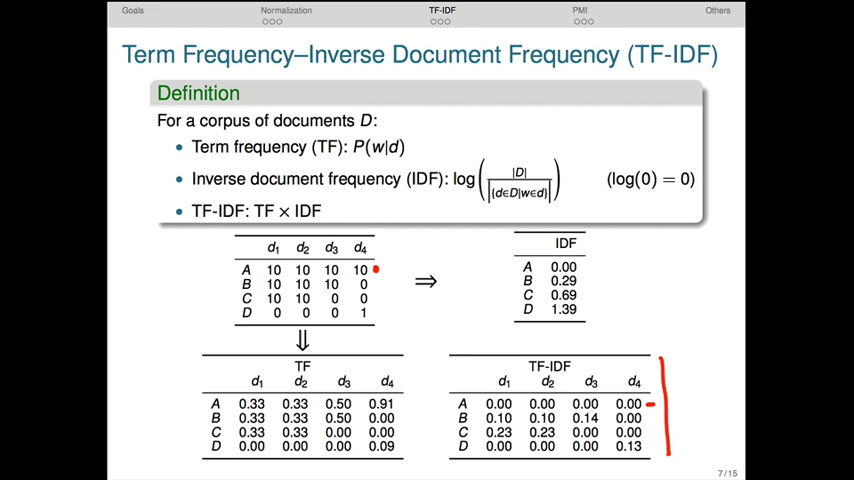 Goals Normalization TF-IDF PMI Others
Term Frequency–Inverse Document Frequency (TF-IDF)
Definition
For a corpus of documents D:
• Term frequency (TF): P(w|d)
• Inverse document frequency (IDF): log(|D| / |{d∈D|w∈d}|) (log(0) = 0)
• TF-IDF: TF × IDF
d1 d2 d3 d4
A 10 10 10 10
B 10 10 10 0
C 10 10 0 0
D 0 0 0 1
⇒
IDF
A 0.00
B 0.29
C 0.69
D 1.39
⇓
TF
d1 d2 d3 d4
A 0.33 0.33 0.50 0.91
B 0.33 0.33 0.50 0.00
C 0.33 0.33 0.00 0.00
D 0.00 0.00 0.00 0.09
TF-IDF
d1 d2 d3 d4
A 0.00 0.00 0.00 0.00
B 0.10 0.10 0.14 0.00
C 0.23 0.23 0.00 0.00
D 0.00 0.00 0.00 0.13
7 / 15